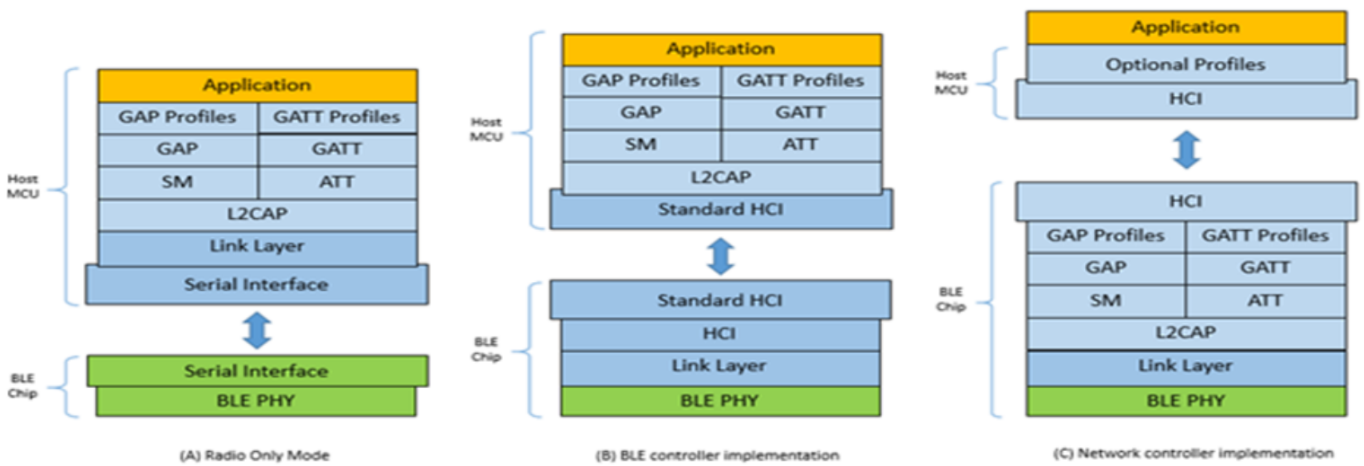 Application
GAP Profiles GATT Profiles
GAP GATT
SM ATT
L2CAP
Link Layer
Serial Interface
Host
MCU
Serial Interface
BLE PHY
BLE
Chip
(A) Radio Only Mode
Application
GAP Profiles GATT Profiles
GAP GATT
SM ATT
L2CAP
Standard HCI
Host
MCU
Standard HCI
HCI
Link Layer
BLE PHY
BLE
Chip
(B) BLE controller implementation
Application
Optional Profiles
HCI
Host
MCU
HCI
GAP Profiles GATT Profiles
GAP GATT
SM ATT
L2CAP
Link Layer
BLE PHY
BLE
Chip
(C) Network controller implementation